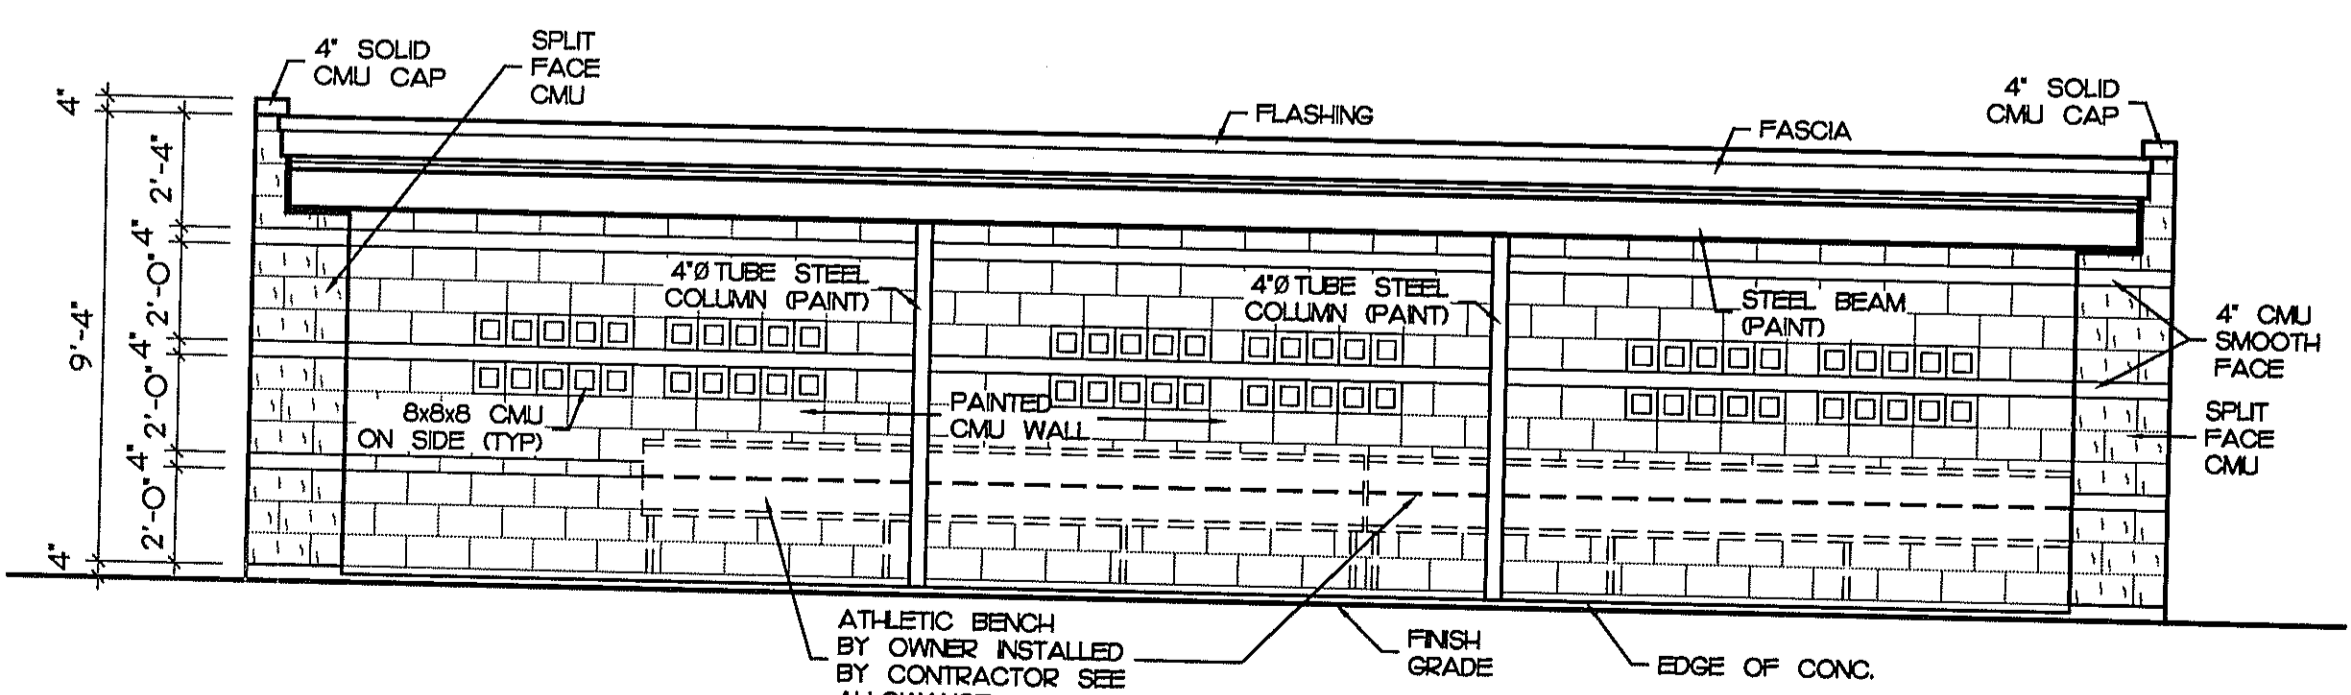 4" SOLID
CMU CAP
SPLIT
FACE
CMU
FLASHING
FASCIA
4" SOLID
CMU CAP
4"
2'-4"
4"
2'-0"
4"
2'-0"
4"
2'-0"
9'-4"
4"
4"Ø TUBE STEEL
COLUMN (PAINT)
4"Ø TUBE STEEL
COLUMN (PAINT)
STEEL BEAM
(PAINT)
4" CMU
SMOOTH
FACE
8x8x8 CMU
ON SIDE (TYP)
PAINTED
CMU WALL
SPLIT
FACE
CMU
ATHLETIC BENCH
BY OWNER INSTALLED
BY CONTRACTOR SEE
FINISH
GRADE
EDGE OF CONC.